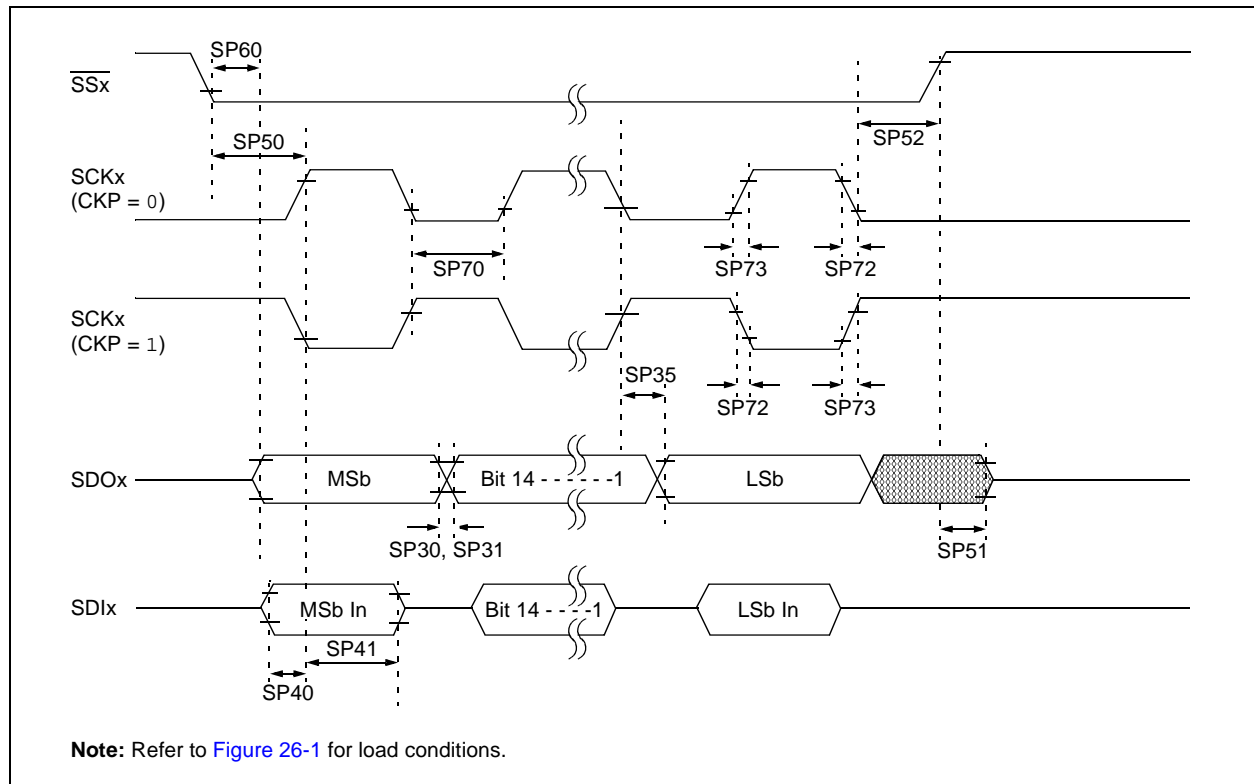 SP60
SSx
SP50
SP52
SCKx
(CKP = 0)
SP70
SP73
SP72
SCKx
(CKP = 1)
SP35
SP72
SP73
SDOx
MSb
Bit 14 - - - - - -1
LSb
SP30, SP31
SP51
SDIx
MSb In
Bit 14 - - - - -1
LSb In
SP41
SP40
Note: Refer to Figure 26-1 for load conditions.